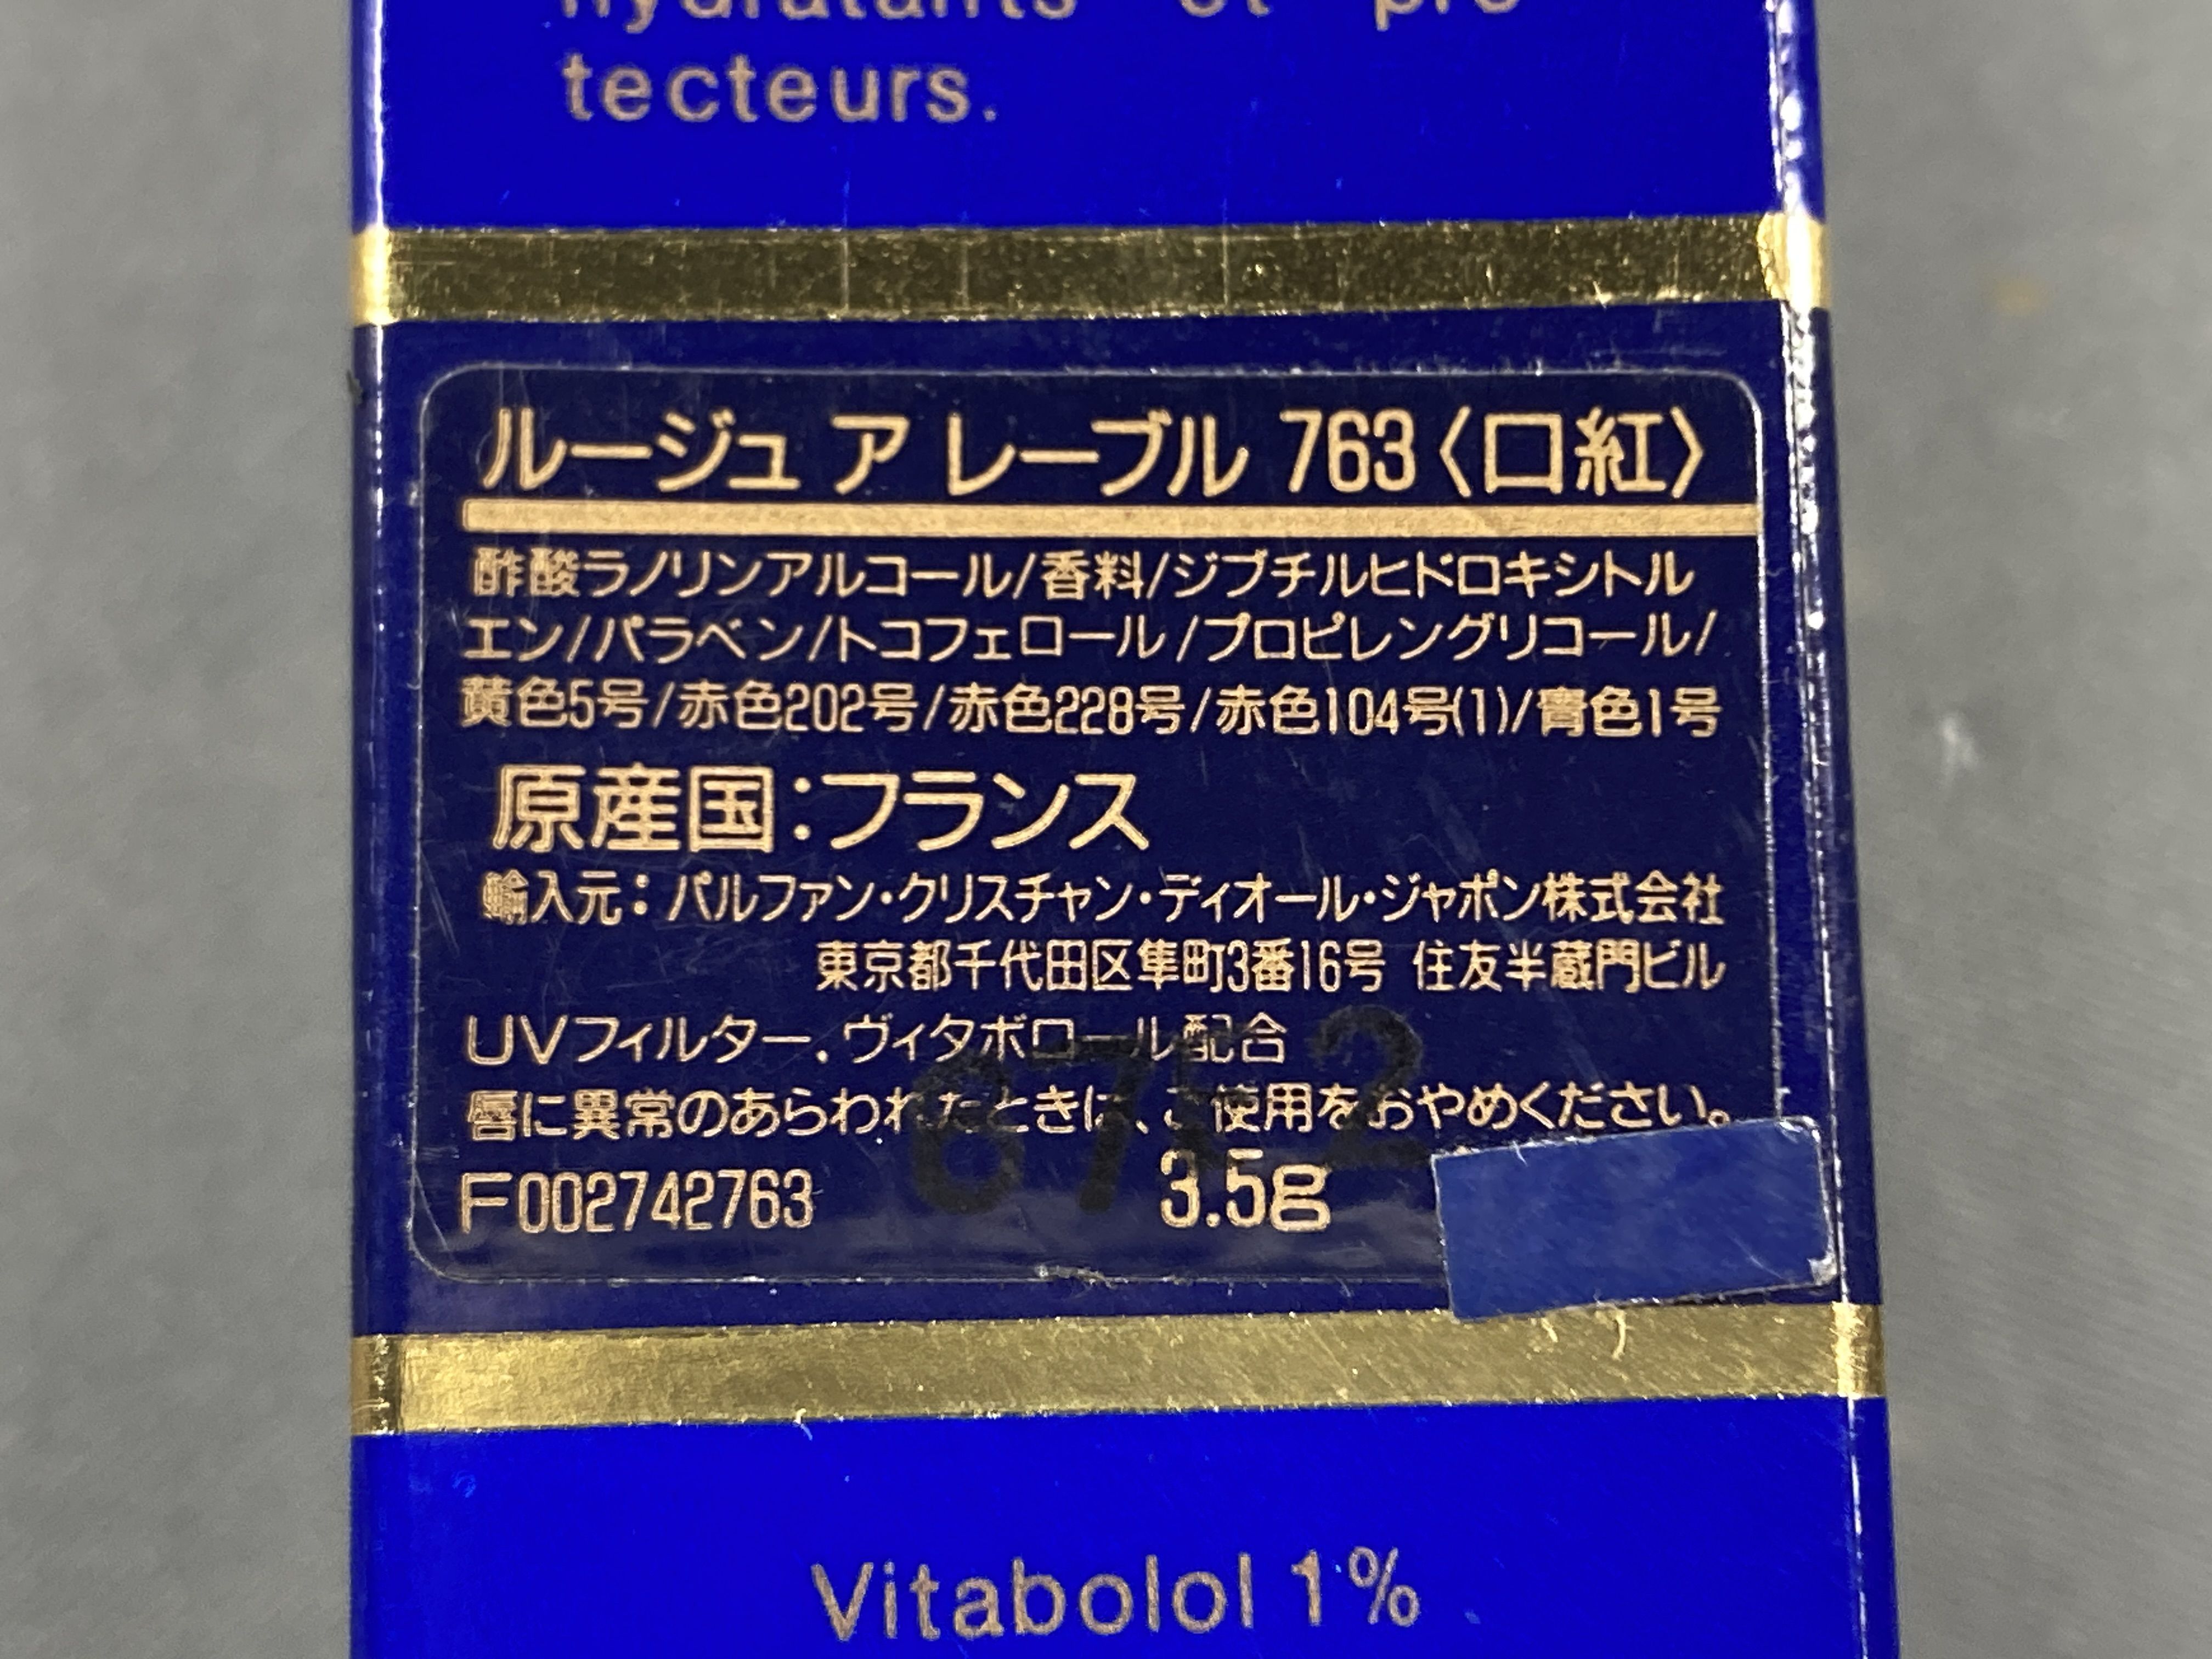 hydratants et pro
tecteurs.
ルージュ ア レーブル 763〈口紅〉
酢酸ラノリンアルコール/香料/ジブチルヒドロキシトル
エン/パラベン/トコフェロール/プロピレングリコール/
黄色5号/赤色202号/赤色228号/赤色104号(1)/青色1号
原産国:フランス
輸入元:パルファン・クリスチャン・ディオール・ジャポン株式会社
東京都千代田区隼町3番16号 住友半蔵門ビル
UVフィルター.ヴィタボロール配合
唇に異常のあらわれたときは、ご使用をおやめください。
F002742763 3.5g
Vitabolol 1%